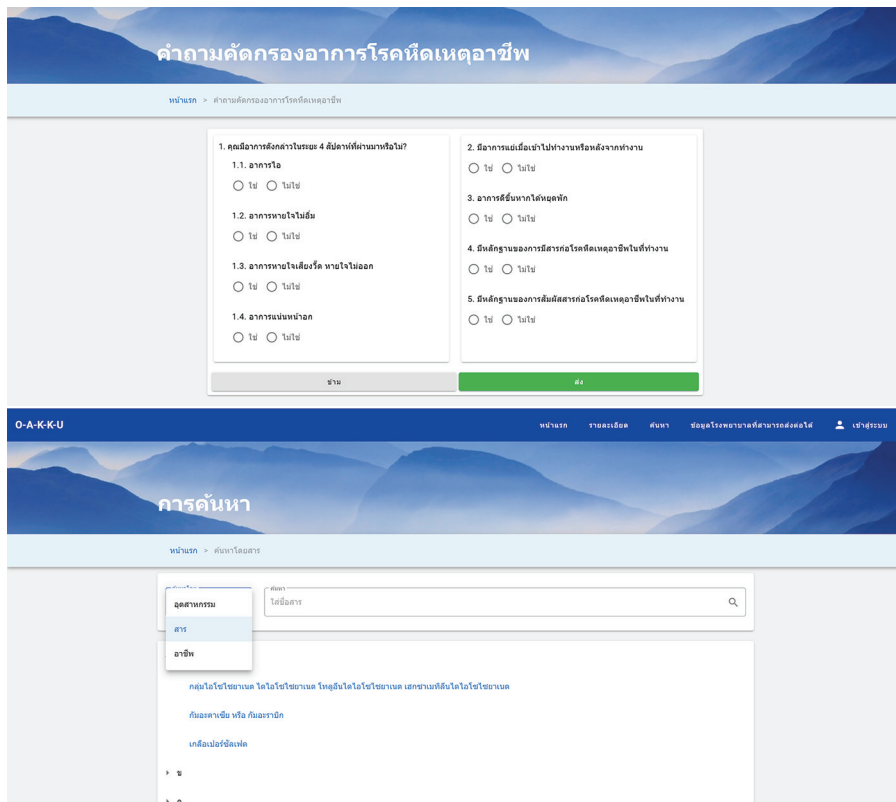 คำถามคัดกรองอาการโรคหืดเหตุอาชีพ
หน้าแรก > คำถามคัดกรองอาการโรคหืดเหตุอาชีพ
1. คุณมีอาการดังกล่าวในระยะ 4 สัปดาห์ที่ผ่านมาหรือไม่?
1.1. อาการไอ
ใช่ ไม่ใช่
1.2. อาการหายใจไม่อิ่ม
ใช่ ไม่ใช่
1.3. อาการหายใจเสียงวี๊ด หายใจไม่ออก
ใช่ ไม่ใช่
1.4. อาการแน่นหน้าอก
ใช่ ไม่ใช่
2. มีอาการแย่เมื่อเข้าไปทำงานหรือหลังจากทำงาน
ใช่ ไม่ใช่
3. อาการดีขึ้นหากได้หยุดพัก
ใช่ ไม่ใช่
4. มีหลักฐานของการมีสารก่อโรคหืดเหตุอาชีพในที่ทำงาน
ใช่ ไม่ใช่
5. มีหลักฐานของการสัมผัสสารก่อโรคหืดเหตุอาชีพในที่ทำงาน
ใช่ ไม่ใช่
ข้าม
ส่ง
O-A-K-K-U
หน้าแรก รายละเอียด ค้นหา ข้อมูลโรงพยาบาลที่สามารถส่งต่อได้ เข้าสู่ระบบ
การค้นหา
หน้าแรก > ค้นหาโดยสาร
ค้นหา
ใส่ชื่อสาร
อุตสาหกรรม
สาร
อาชีพ
กลุ่มไอโซไซยาเนต ไดไอโซไซยาเนต โทลูอีนไดไอโซไซยาเนต เฮกซาเมทิลีนไดไอโซไซยาเนต
กัมอะคาเซีย หรือ กัมอะรามิก
เกลือเปอร์ซัลเฟต
ข